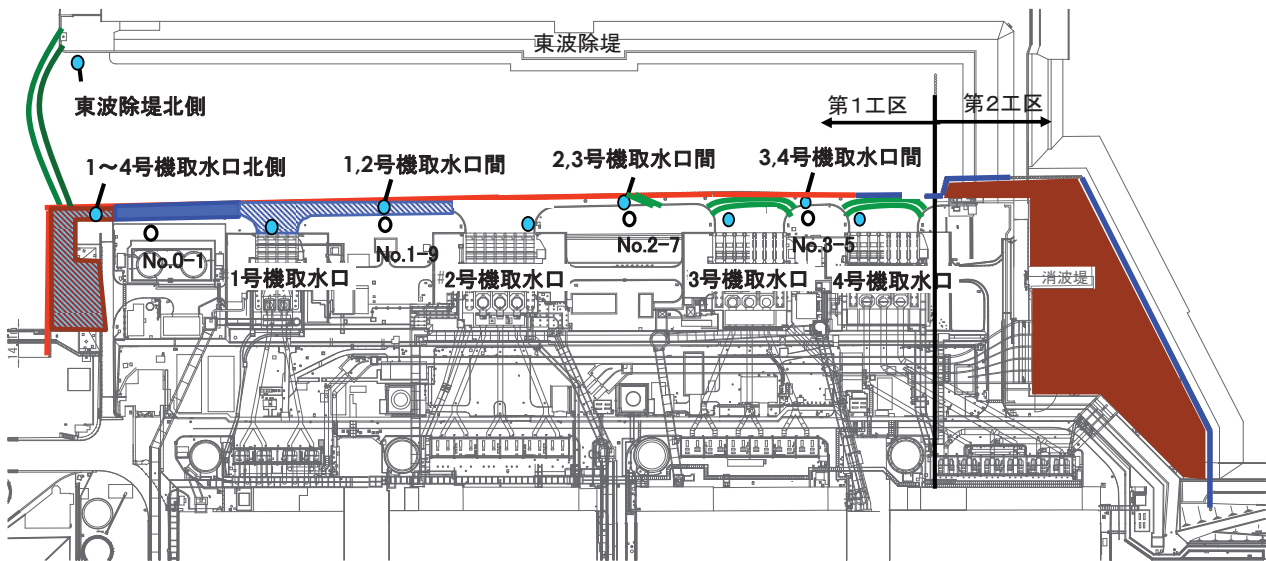 東波除堤
東波除堤北側
第1工区
第2工区
1～4号機取水口北側
1,2号機取水口間
2,3号機取水口間
3,4号機取水口間
No.0-1
No.1-9
No.2-7
No.3-5
1号機取水口
2号機取水口
3号機取水口
4号機取水口
消波堤